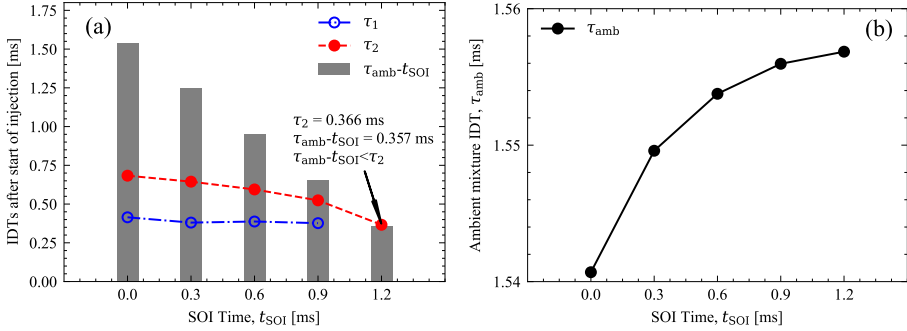 (a)
τ₁
τ₂
τamb-tSOI
τ₂ = 0.366 ms
τamb-tSOI = 0.357 ms
τamb-tSOI<τ₂
IDTs after start of injection [ms]
1.75
1.50
1.25
1.00
0.75
0.50
0.25
0.00
0.0 0.3 0.6 0.9 1.2
SOI Time, tSOI [ms]
(b)
τamb
Ambient mixture IDT, τamb [ms]
1.56
1.55
1.54
0.0 0.3 0.6 0.9 1.2
SOI Time, tSOI [ms]